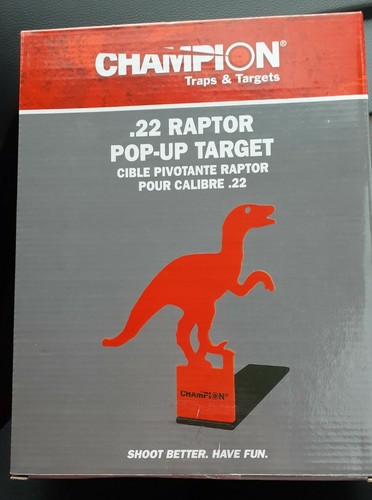 CHAMPION®
Traps & Targets
.22 RAPTOR
POP-UP TARGET
CIBLE PIVOTANTE RAPTOR
POUR CALIBRE .22
CHAMPION®
SHOOT BETTER. HAVE FUN.